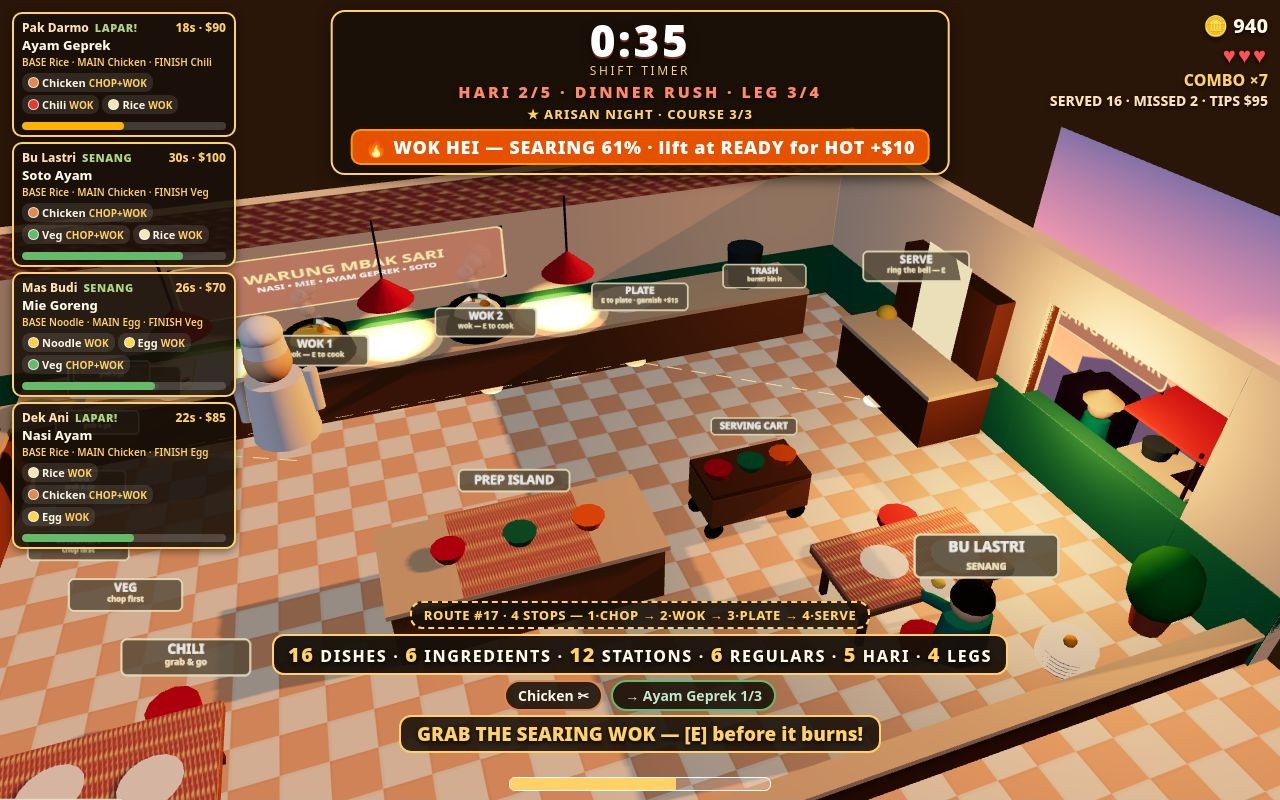 Pak Darmo LAPAR! 18s · $90
Ayam Geprek
BASE Rice · MAIN Chicken · FINISH Chili
Chicken CHOP+WOK
Chili WOK Rice WOK
Bu Lastri SENANG 30s · $100
Soto Ayam
BASE Rice · MAIN Chicken · FINISH Veg
Chicken CHOP+WOK
Veg CHOP+WOK Rice WOK
Mas Budi SENANG 26s · $70
Mie Goreng
BASE Noodle · MAIN Egg · FINISH Veg
Noodle WOK Egg WOK
Veg CHOP+WOK
Dek Ani LAPAR! 22s · $85
Nasi Ayam
BASE Rice · MAIN Chicken · FINISH Egg
Rice WOK
Chicken CHOP+WOK
Egg WOK
0:35
SHIFT TIMER
HARI 2/5 · DINNER RUSH · LEG 3/4
★ ARISAN NIGHT · COURSE 3/3
🔥 WOK HEI — SEARING 61% · lift at READY for HOT +$10
940
♥♥♥
COMBO ×7
SERVED 16 · MISSED 2 · TIPS $95
WARUNG MBAK SARI
NASI · MIE · AYAM GEPREK · SOTO
WOK 1
wok — E to cook
WOK 2
wok — E to cook
PLATE
E to plate · garnish +$15
TRASH
burnt? bin it
SERVE
ring the bell — E
SERVING CART
PREP ISLAND
BU LASTRI
SENANG
chop first
VEG
chop first
CHILI
grab & go
ROUTE #17 · 4 STOPS — 1·CHOP → 2·WOK → 3·PLATE → 4·SERVE
16 DISHES · 6 INGREDIENTS · 12 STATIONS · 6 REGULARS · 5 HARI · 4 LEGS
Chicken ✂ → Ayam Geprek 1/3
GRAB THE SEARING WOK — [E] before it burns!